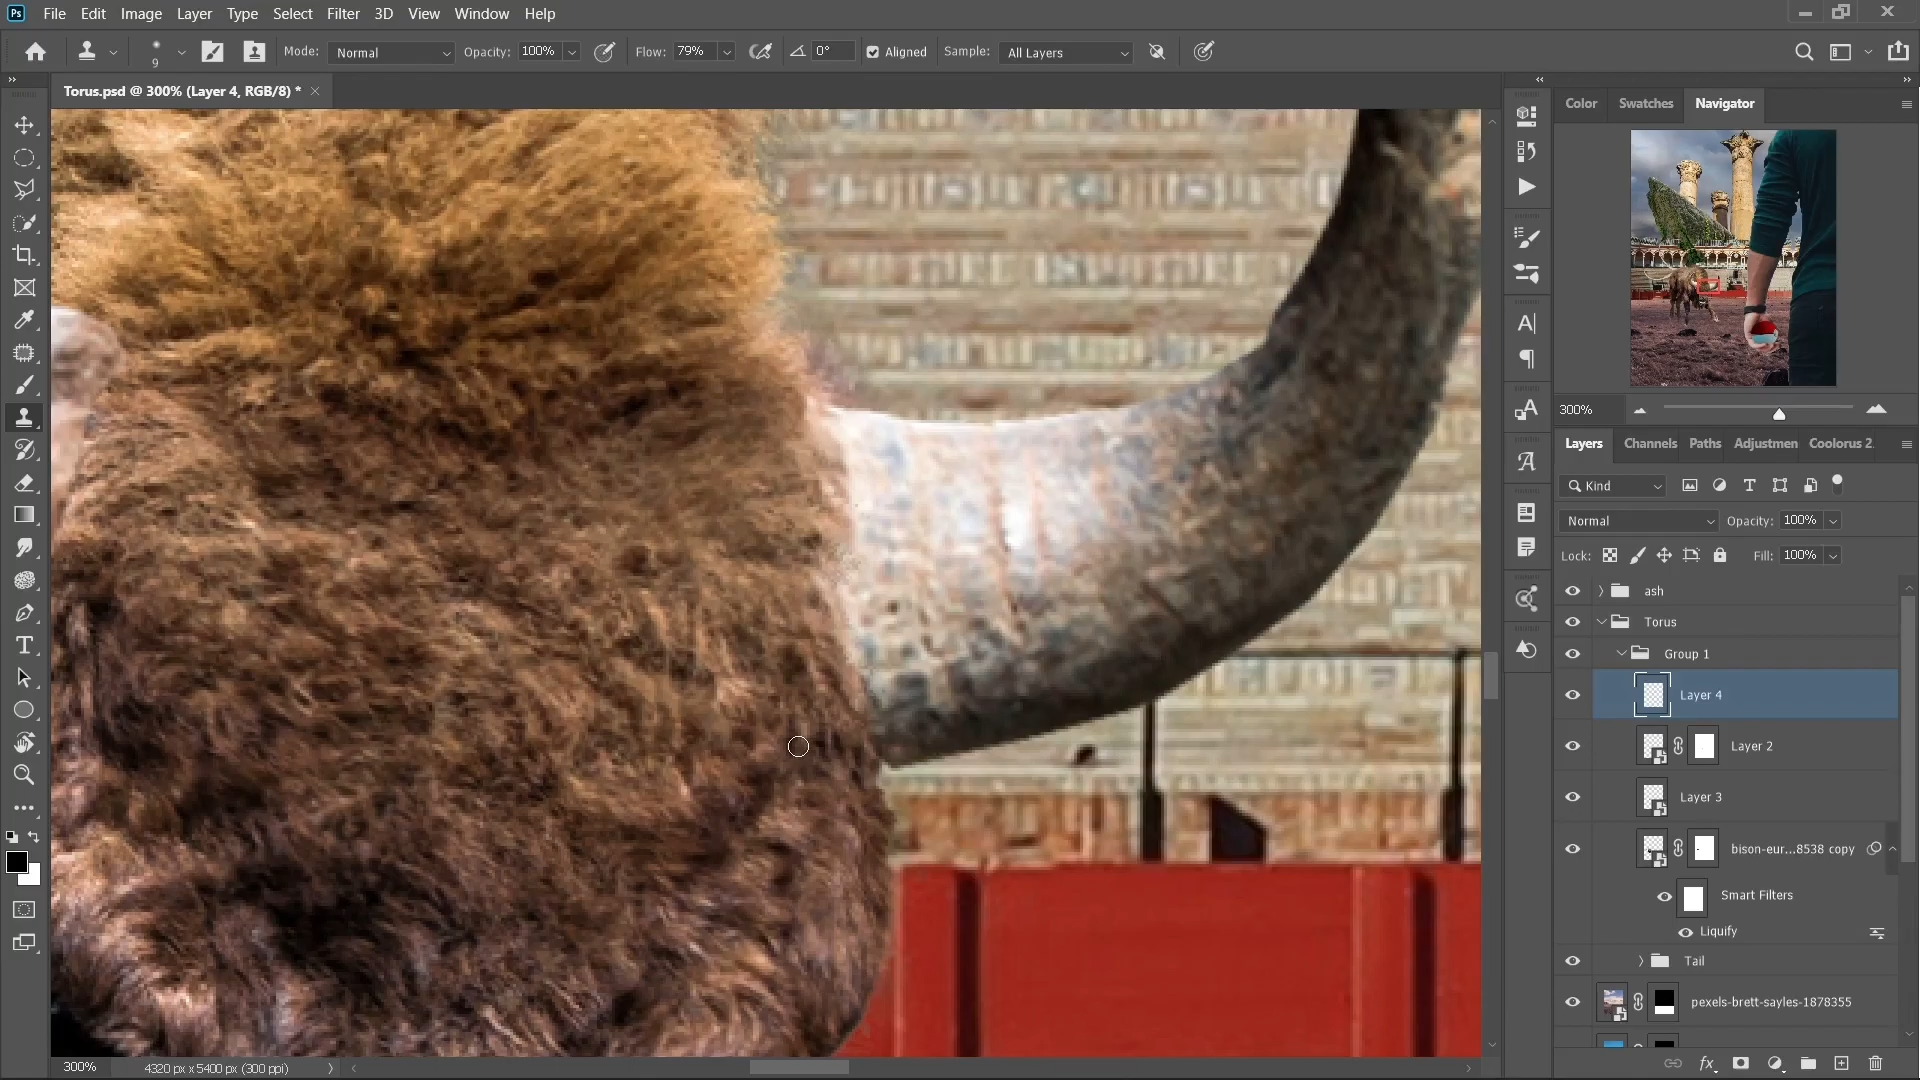 Ps File Edit Image Layer Type Select Filter 3D View Window Help
9 Mode: Normal Opacity: 100% Flow: 79% 0° Aligned Sample: All Layers
Torus.psd @ 300% (Layer 4, RGB/8) *
Color Swatches Navigator
300%
Layers Channels Paths Adjustmen Coolorus 2
Kind
Normal Opacity: 100%
Lock: Fill: 100%
ash
Torus
Group 1
Layer 4
Layer 2
Layer 3
bison-eur...8538 copy
Smart Filters
Liquify
Tail
pexels-brett-sayles-1878355
fx
300% 4320 px x 5400 px (300 ppi)